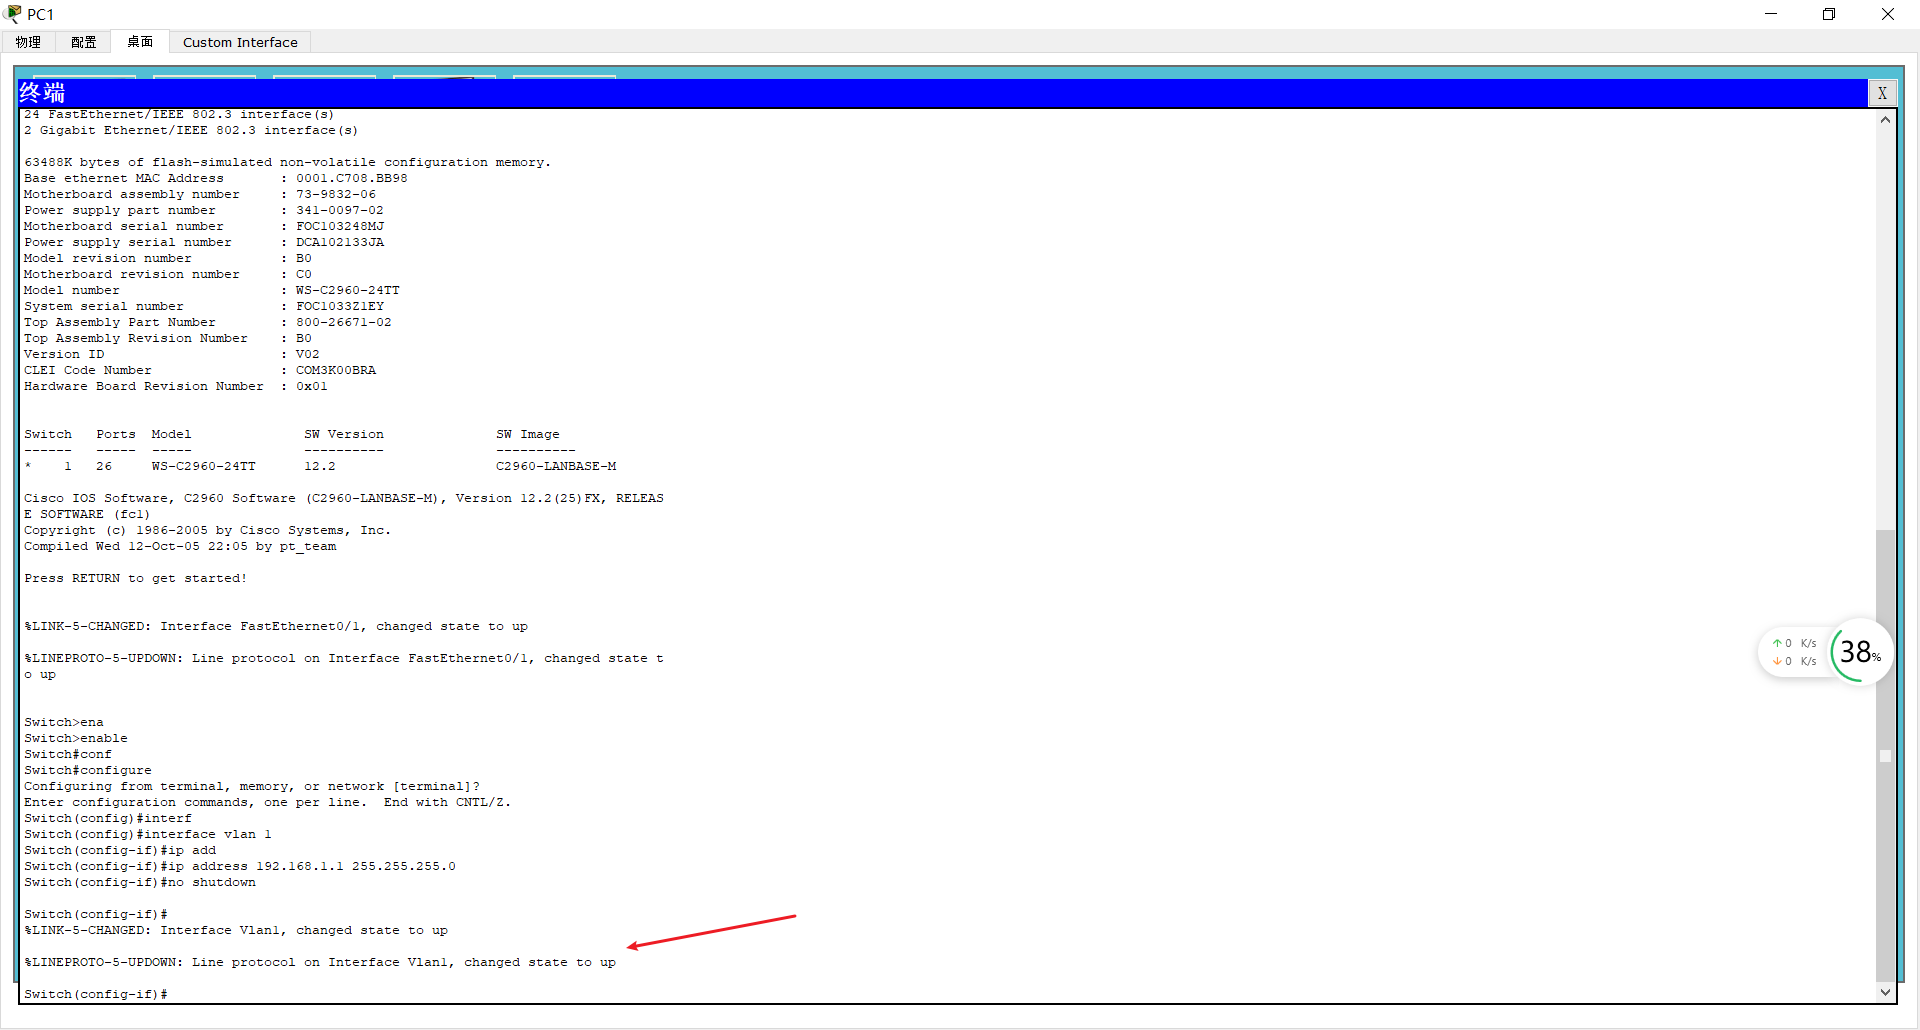 PC1
物理 配置 桌面 Custom Interface
终端 X
24 FastEthernet/IEEE 802.3 interface(s)
2 Gigabit Ethernet/IEEE 802.3 interface(s)
63488K bytes of flash-simulated non-volatile configuration memory.
Base ethernet MAC Address       : 0001.C708.BB98
Motherboard assembly number     : 73-9832-06
Power supply part number        : 341-0097-02
Motherboard serial number       : FOC103248MJ
Power supply serial number      : DCA102133JA
Model revision number           : B0
Motherboard revision number     : C0
Model number                    : WS-C2960-24TT
System serial number            : FOC1033Z1EY
Top Assembly Part Number        : 800-26671-02
Top Assembly Revision Number    : B0
Version ID                      : V02
CLEI Code Number                : COM3K00BRA
Hardware Board Revision Number  : 0x01
Switch   Ports  Model              SW Version              SW Image
------   -----  -----              ----------              ----------
*    1   26     WS-C2960-24TT      12.2                    C2960-LANBASE-M
Cisco IOS Software, C2960 Software (C2960-LANBASE-M), Version 12.2(25)FX, RELEAS
E SOFTWARE (fc1)
Copyright (c) 1986-2005 by Cisco Systems, Inc.
Compiled Wed 12-Oct-05 22:05 by pt_team
Press RETURN to get started!
%LINK-5-CHANGED: Interface FastEthernet0/1, changed state to up
%LINEPROTO-5-UPDOWN: Line protocol on Interface FastEthernet0/1, changed state t
o up
Switch>ena
Switch>enable
Switch#conf
Switch#configure
Configuring from terminal, memory, or network [terminal]?
Enter configuration commands, one per line.  End with CNTL/Z.
Switch(config)#interf
Switch(config)#interface vlan 1
Switch(config-if)#ip add
Switch(config-if)#ip address 192.168.1.1 255.255.255.0
Switch(config-if)#no shutdown
Switch(config-if)#
%LINK-5-CHANGED: Interface Vlan1, changed state to up
%LINEPROTO-5-UPDOWN: Line protocol on Interface Vlan1, changed state to up
Switch(config-if)#
↑ 0 K/s
↓ 0 K/s
38%